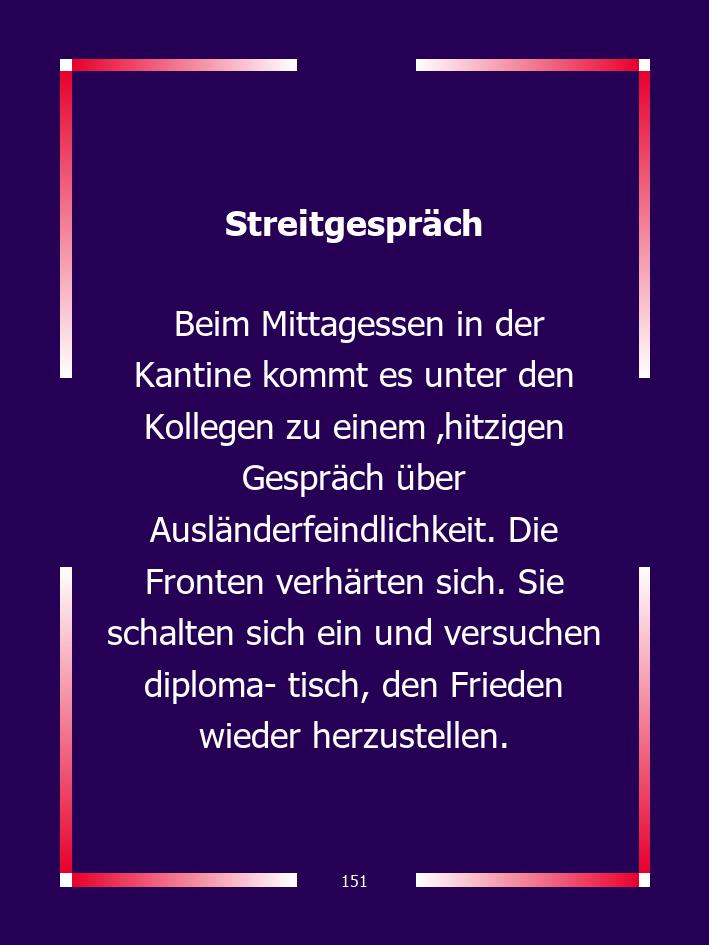 Streitgespräch
Beim Mittagessen in der
Kantine kommt es unter den
Kollegen zu einem ‚hitzigen
Gespräch über
Ausländerfeindlichkeit. Die
Fronten verhärten sich. Sie
schalten sich ein und versuchen
diploma- tisch, den Frieden
wieder herzustellen.
151